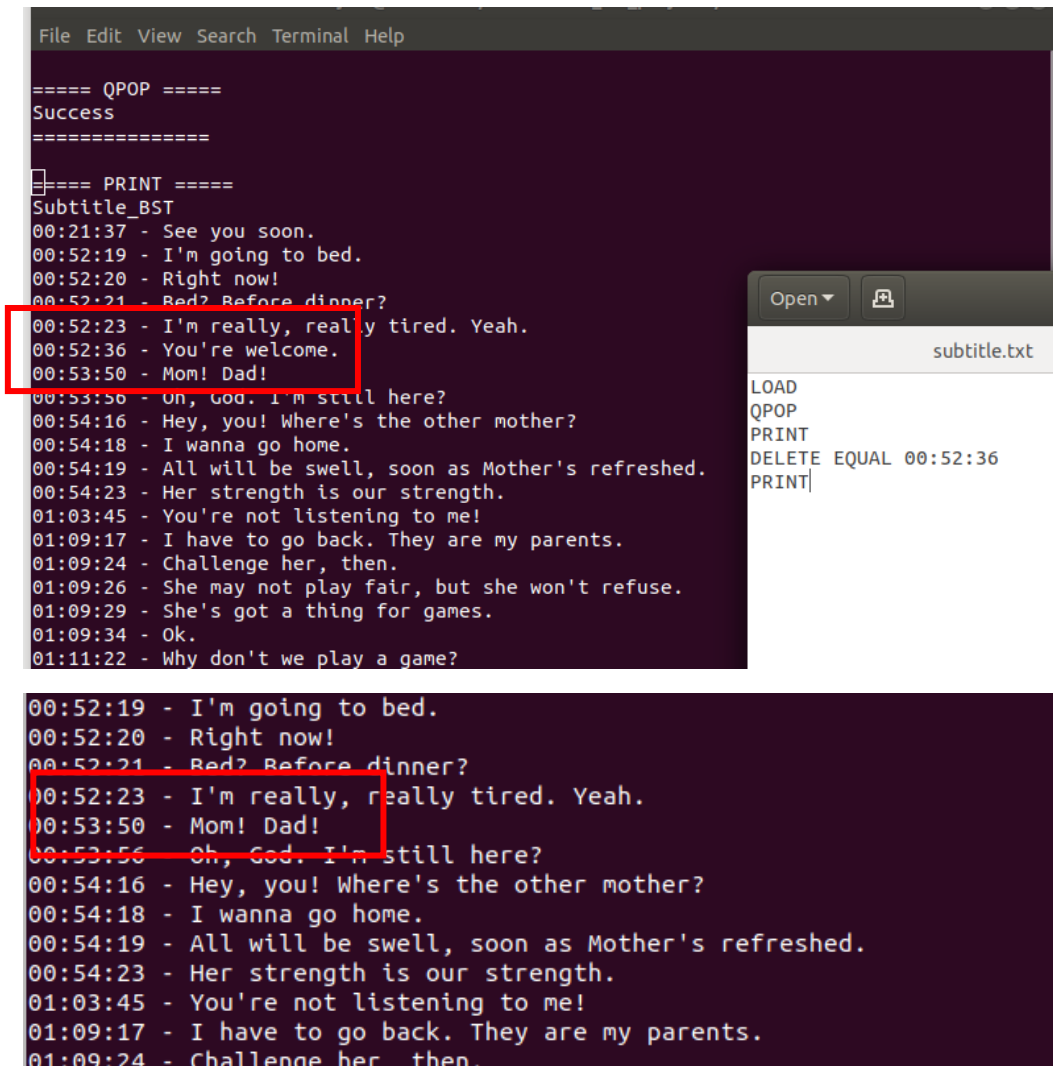 File Edit View Search Terminal Help
===== QPOP =====
Success
===============
===== PRINT =====
Subtitle_BST
00:21:37 - See you soon.
00:52:19 - I'm going to bed.
00:52:20 - Right now!
00:52:21 - Bed? Before dinner?
00:52:23 - I'm really, really tired. Yeah.
00:52:36 - You're welcome.
00:53:50 - Mom! Dad!
00:53:56 - Oh, God. I'm still here?
00:54:16 - Hey, you! Where's the other mother?
00:54:18 - I wanna go home.
00:54:19 - All will be swell, soon as Mother's refreshed.
00:54:23 - Her strength is our strength.
01:03:45 - You're not listening to me!
01:09:17 - I have to go back. They are my parents.
01:09:24 - Challenge her, then.
01:09:26 - She may not play fair, but she won't refuse.
01:09:29 - She's got a thing for games.
01:09:34 - Ok.
01:11:22 - Why don't we play a game?
Open
subtitle.txt
LOAD
QPOP
PRINT
DELETE EQUAL 00:52:36
PRINT
00:52:19 - I'm going to bed.
00:52:20 - Right now!
00:52:21 - Bed? Before dinner?
00:52:23 - I'm really, really tired. Yeah.
00:53:50 - Mom! Dad!
00:53:56 - Oh, God. I'm still here?
00:54:16 - Hey, you! Where's the other mother?
00:54:18 - I wanna go home.
00:54:19 - All will be swell, soon as Mother's refreshed.
00:54:23 - Her strength is our strength.
01:03:45 - You're not listening to me!
01:09:17 - I have to go back. They are my parents.
01:09:24 - Challenge her, then.